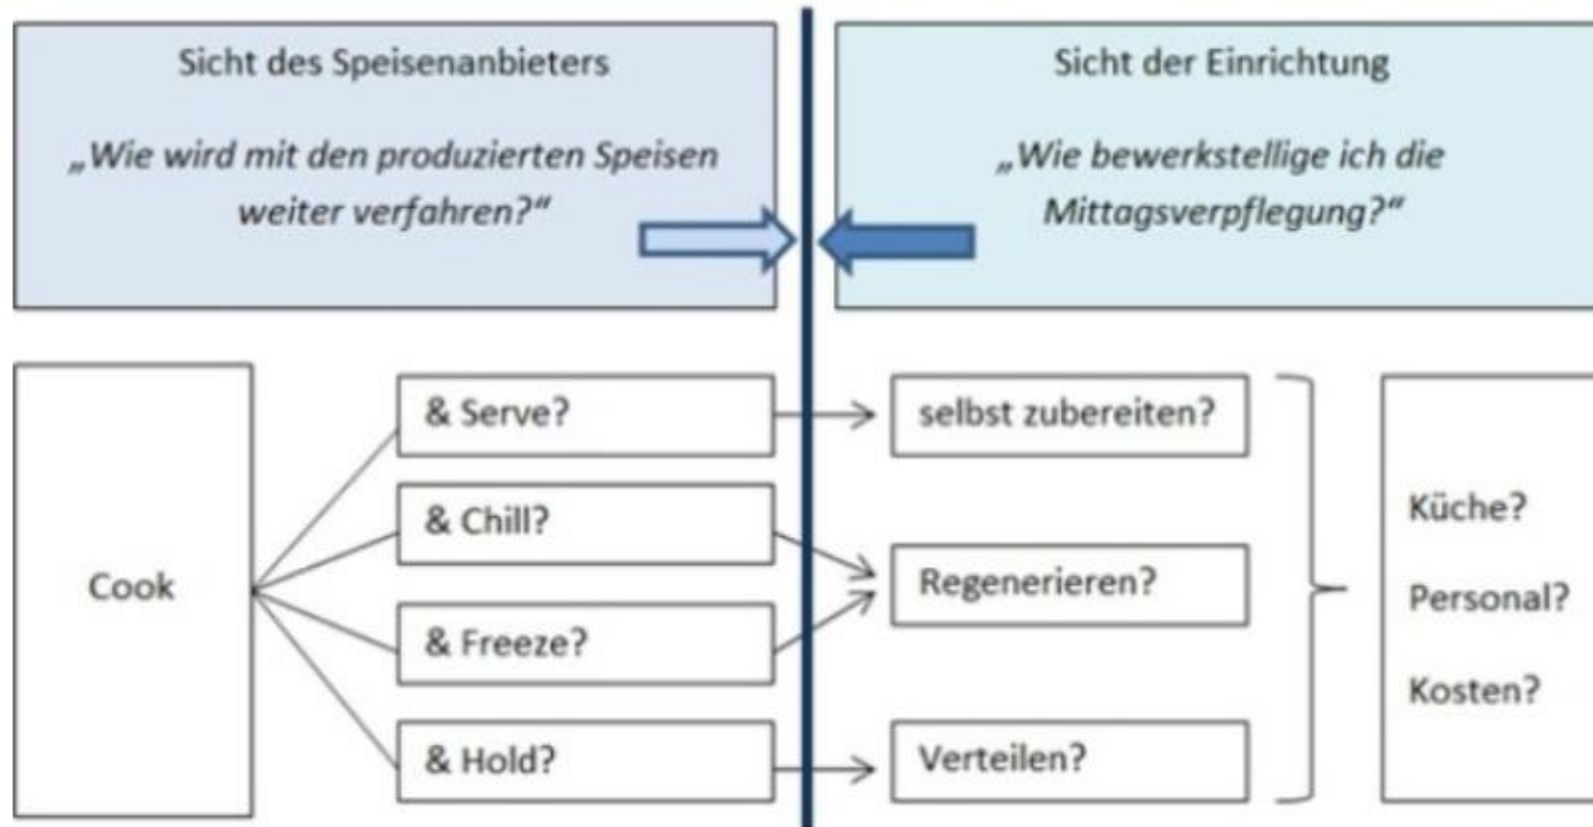 Sicht des Speisenanbieters
„Wie wird mit den produzierten Speisen
weiter verfahren?“
Sicht der Einrichtung
„Wie bewerkstellige ich die
Mittagsverpflegung?“
Cook
& Serve?
& Chill?
& Freeze?
& Hold?
selbst zubereiten?
Regenerieren?
Verteilen?
Küche?
Personal?
Kosten?